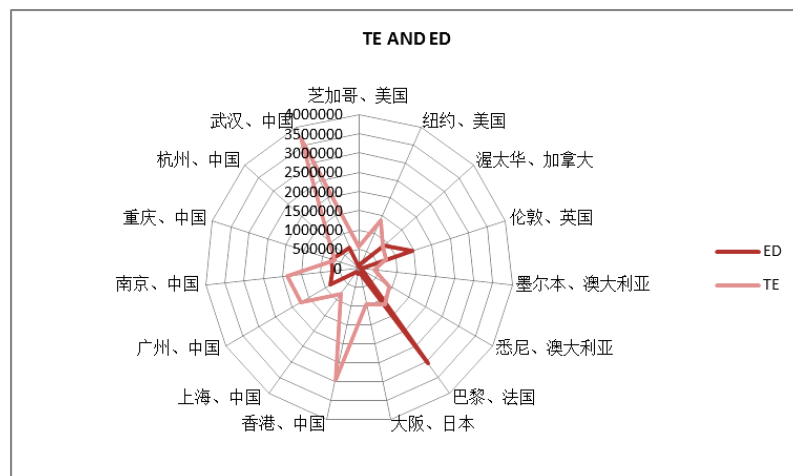 TE AND ED
芝加哥、美国
纽约、美国
渥太华、加拿大
伦敦、英国
墨尔本、澳大利亚
悉尼、澳大利亚
巴黎、法国
大阪、日本
香港、中国
上海、中国
广州、中国
南京、中国
重庆、中国
杭州、中国
武汉、中国
4000000
3500000
3000000
2500000
2000000
1500000
1000000
500000
0
ED
TE